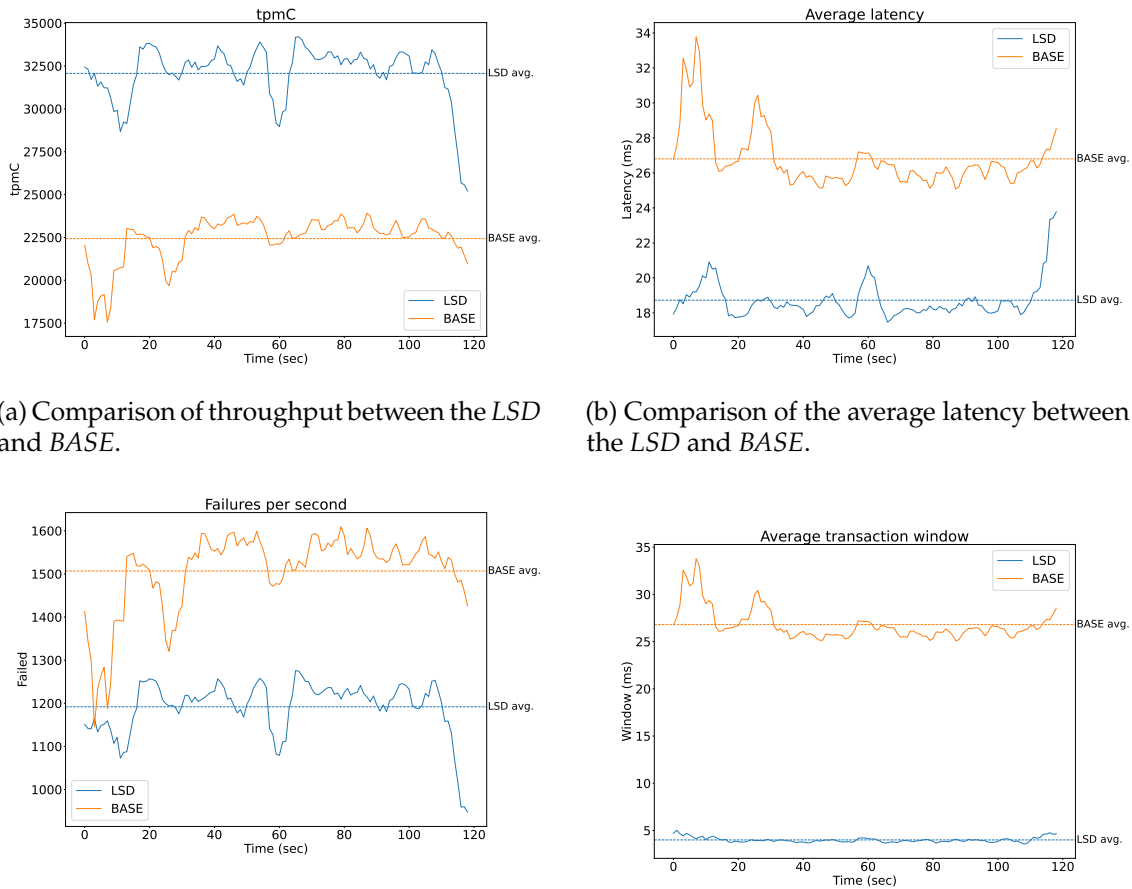 tpmC
35000
32500
30000
27500
25000
22500
20000
17500
tpmC
LSD avg.
BASE avg.
LSD
BASE
0 20 40 60 80 100 120
Time (sec)
Average latency
34
32
30
28
26
24
22
20
18
Latency (ms)
LSD
BASE
BASE avg.
LSD avg.
0 20 40 60 80 100 120
Time (sec)
(a) Comparison of throughput between the LSD
and BASE.
(b) Comparison of the average latency between
the LSD and BASE.
Failures per second
1600
1500
1400
1300
1200
1100
1000
Failed
BASE avg.
LSD avg.
LSD
BASE
0 20 40 60 80 100 120
Time (sec)
Average transaction window
35
30
25
20
15
10
5
Window (ms)
LSD
BASE
BASE avg.
LSD avg.
0 20 40 60 80 100 120
Time (sec)